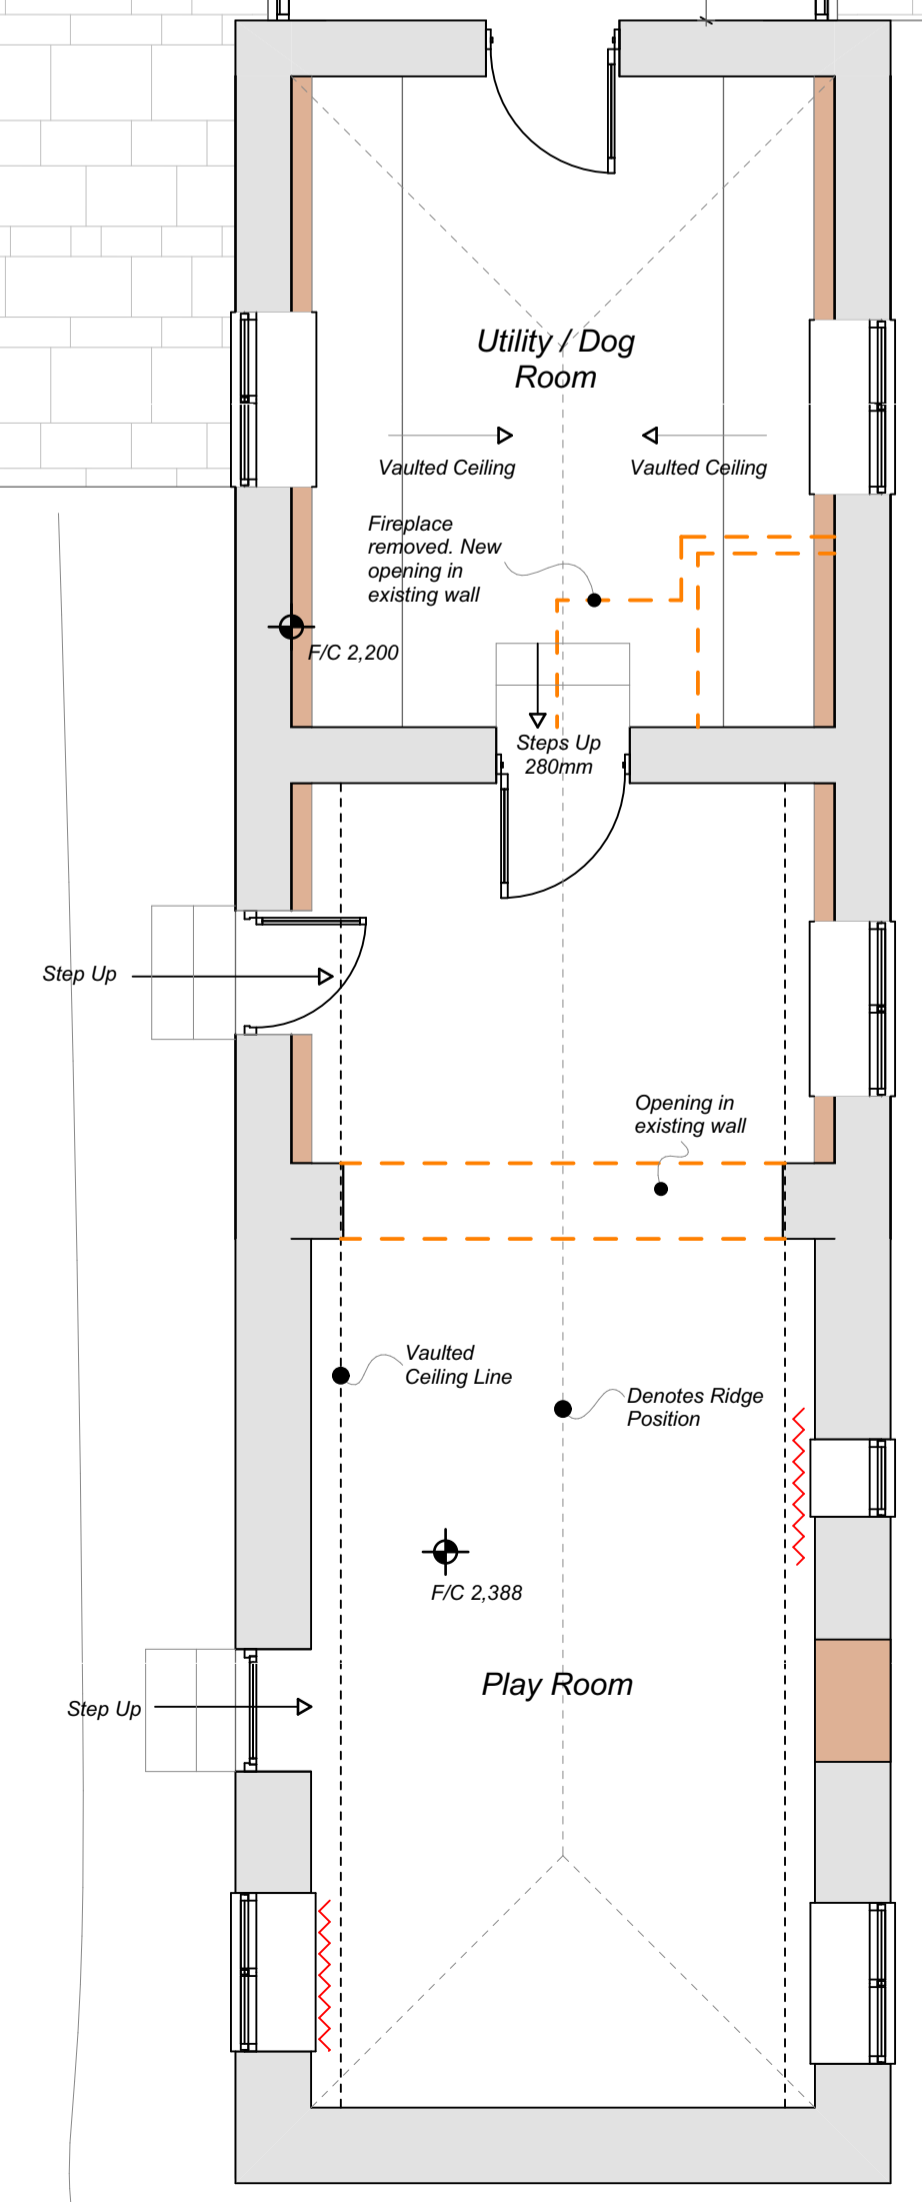 Utility / Dog
Room
Vaulted Ceiling
Vaulted Ceiling
Fireplace
removed. New
opening in
existing wall
F/C 2,200
Steps Up
280mm
Step Up
Opening in
existing wall
Vaulted
Ceiling Line
Denotes Ridge
Position
F/C 2,388
Play Room
Step Up